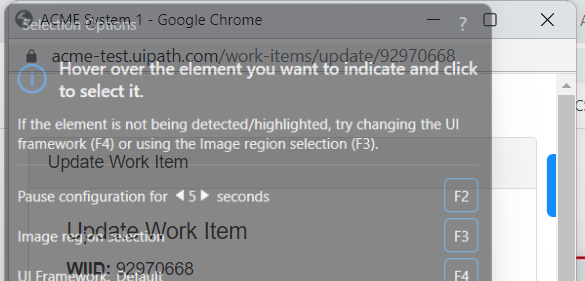 ACME System 1 - Google Chrome
Selection Options
?
acme-test.uipath.com/work-items/update/92970668
Hover over the element you want to indicate and click
to select it.
If the element is not being detected/highlighted, try changing the UI
framework (F4) or using the Image region selection (F3).
Update Work Item
Pause configuration for 5 seconds
F2
Update Work Item
Image region selection
F3
WIID: 92970668
UI Framework: Default
F4